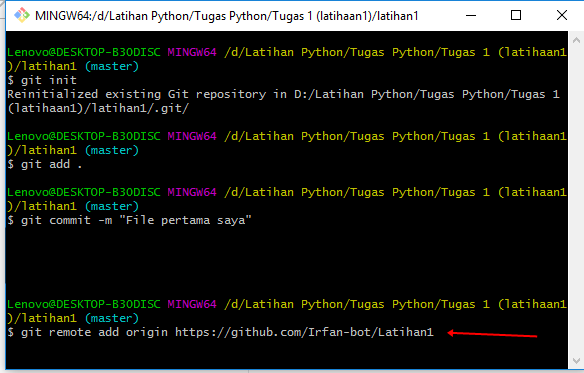 MINGW64:/d/Latihan Python/Tugas Python/Tugas 1 (latihaan1)/latihan1
Lenovo@DESKTOP-B3ODISC MINGW64 /d/Latihan Python/Tugas Python/Tugas 1 (latihaan1
)/latihan1 (master)
$ git init
Reinitialized existing Git repository in D:/Latihan Python/Tugas Python/Tugas 1
(latihaan1)/latihan1/.git/
Lenovo@DESKTOP-B3ODISC MINGW64 /d/Latihan Python/Tugas Python/Tugas 1 (latihaan1
)/latihan1 (master)
$ git add .
Lenovo@DESKTOP-B3ODISC MINGW64 /d/Latihan Python/Tugas Python/Tugas 1 (latihaan1
)/latihan1 (master)
$ git commit -m "File pertama saya"
Lenovo@DESKTOP-B3ODISC MINGW64 /d/Latihan Python/Tugas Python/Tugas 1 (latihaan1
)/latihan1 (master)
$ git remote add origin https://github.com/Irfan-bot/Latihan1